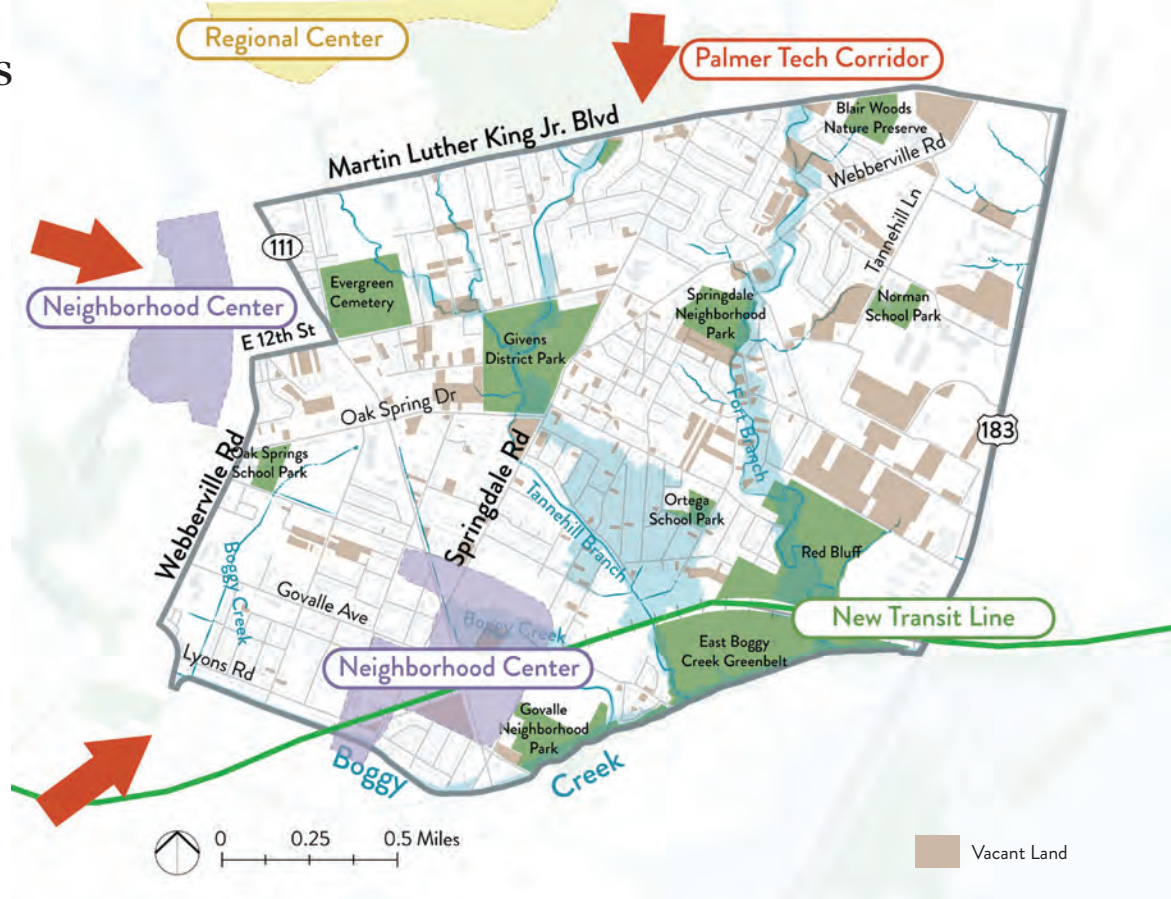 Regional Center
s
Palmer Tech Corridor
Martin Luther King Jr. Blvd
Blair Woods
Nature Preserve
Webberville Rd
Tannehill Ln
111
Neighborhood Center
E 12th St
Evergreen
Cemetery
Givens
District Park
Springdale
Neighborhood
Park
Norman
School Park
Oak Spring Dr
Fort Branch
183
Webberville Rd
Oak Springs
School Park
Springdale Rd
Tannehill Branch
Ortega
School Park
Red Bluff
Boggy Creek
Govalle Ave
Boggy Creek
New Transit Line
East Boggy
Creek Greenbelt
Lyons Rd
Neighborhood Center
Govalle
Neighborhood
Park
Boggy
Creek
0 0.25 0.5 Miles
Vacant Land